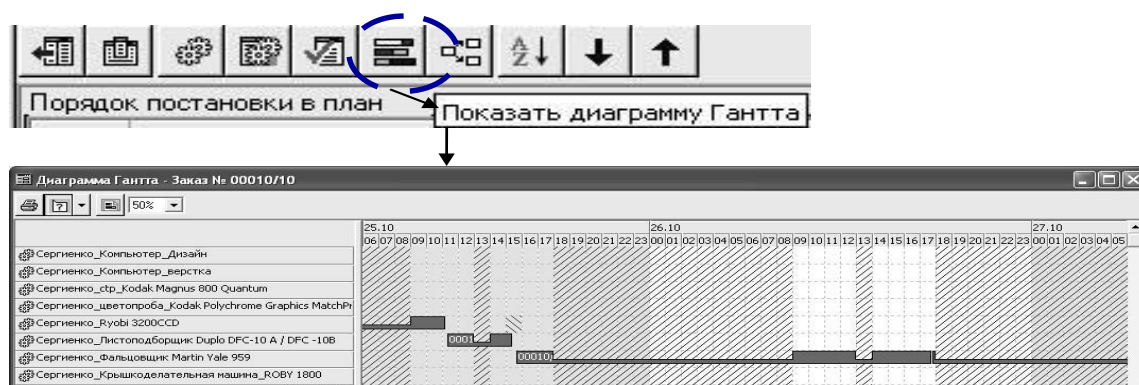 Порядок постановки в план
Показать диаграмму Гантта
Диаграмма Гантта - Заказ № 00010/10
50%
25.10 26.10 27.10
06 07 08 09 10 11 12 13 14 15 16 17 18 19 20 21 22 23 00 01 02 03 04 05 06 07 08 09 10 11 12 13 14 15 16 17 18 19 20 21 22 23 00 01 02 03 04 05
Сергиенко_Компьютер_Дизайн
Сергиенко_Компьютер_верстка
Сергиенко_ctp_Kodak Magnus 800 Quantum
Сергиенко_цветопроба_Kodak Polychrome Graphics MatchPr
Сергиенко_Ryobi 3200CCD
Сергиенко_Листоподборщик Duplo DFC-10 A / DFC -10B
0001
Сергиенко_Фальцовщик Martin Yale 959
00010/
Сергиенко_Крышкоделательная машина_ROBY 1800